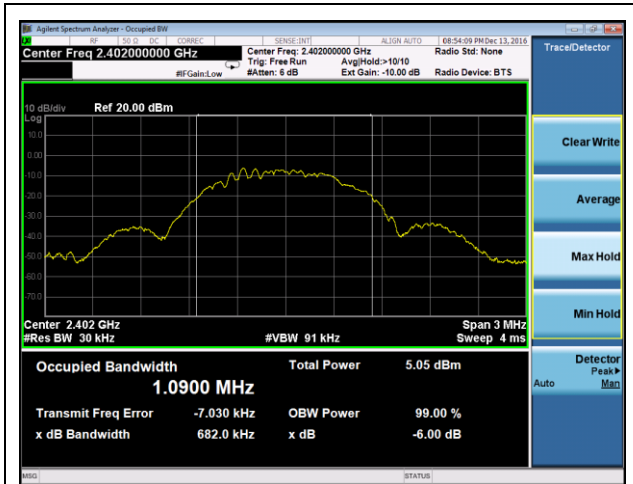 Agilent Spectrum Analyzer - Occupied BW
RF 50 Ω DC CORREC SENSE:INT ALIGN AUTO 08:54:09 PM Dec 13, 2016
Center Freq 2.402000000 GHz Center Freq: 2.402000000 GHz Radio Std: None Trace/Detector
Trig: Free Run Avg|Hold:>10/10
#IFGain:Low #Atten: 6 dB Ext Gain: -10.00 dB Radio Device: BTS
10 dB/div Ref 20.00 dBm
Log
10.0
0.00
-10.0
-20.0
-30.0
-40.0
-50.0
-60.0
-70.0
Clear Write
Average
Max Hold
Min Hold
Center 2.402 GHz Span 3 MHz
#Res BW 30 kHz #VBW 91 kHz Sweep 4 ms
Detector
Peak▶
Auto Man
Occupied Bandwidth Total Power 5.05 dBm
1.0900 MHz
Transmit Freq Error -7.030 kHz OBW Power 99.00 %
x dB Bandwidth 682.0 kHz x dB -6.00 dB
MSG STATUS